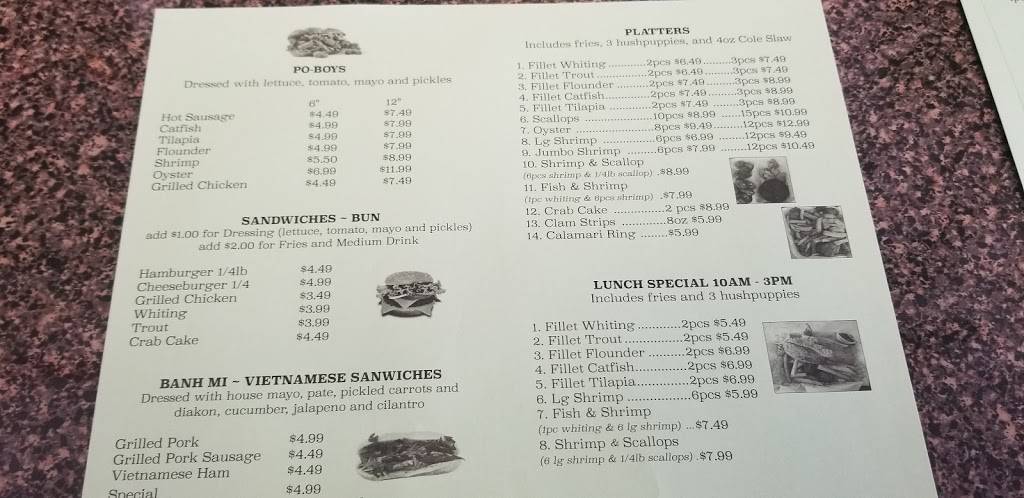 PO-BOYS
Dressed with lettuce, tomato, mayo and pickles
6" 12"
Hot Sausage $4.49 $7.49
Catfish $4.99 $7.99
Tilapia $4.99 $7.99
Flounder $4.99 $7.99
Shrimp $5.50 $8.99
Oyster $6.99 $11.99
Grilled Chicken $4.49 $7.49
SANDWICHES ~ BUN
add $1.00 for Dressing (lettuce, tomato, mayo and pickles)
add $2.00 for Fries and Medium Drink
Hamburger 1/4lb $4.49
Cheeseburger 1/4 $4.99
Grilled Chicken $3.49
Whiting $3.99
Trout $3.99
Crab Cake $4.49
BANH MI ~ VIETNAMESE SANWICHES
Dressed with house mayo, pate, pickled carrots and
diakon, cucumber, jalapeno and cilantro
Grilled Pork $4.99
Grilled Pork Sausage $4.49
Vietnamese Ham $4.49
Special $4.99
PLATTERS
Includes fries, 3 hushpuppies, and 4oz Cole Slaw
1. Fillet Whiting ............2pcs $6.49.........3pcs $7.49
2. Fillet Trout ...............2pcs $6.49.........3pcs $7.49
3. Fillet Flounder ..........2pcs $7.49.........3pcs $8.99
4. Fillet Catfish.............2pcs $7.49.........3pcs $8.99
5. Fillet Tilapia .............2pcs $7.49 ........3pcs $8.99
6. Scallops ......................10pcs $8.99 ......15pcs $10.99
7. Oyster .........................8pcs $9.49.........12pcs $12.99
8. Lg Shrimp .................6pcs $6.99 ........12pcs $9.49
9. Jumbo Shrimp .........6pcs $7.99 .........12pcs $10.49
10. Shrimp & Scallop
(6pcs shrimp & 1/4lb scallop) .$8.99
11. Fish & Shrimp
(1pc whiting & 6pcs shrimp) .$7.99
12. Crab Cake ...............2 pcs $8.99
13. Clam Strips .............8oz $5.99
14. Calamari Ring ........$5.99
LUNCH SPECIAL 10AM - 3PM
Includes fries and 3 hushpuppies
1. Fillet Whiting ............2pcs $5.49
2. Fillet Trout................2pcs $5.49
3. Fillet Flounder ..........2pcs $6.99
4. Fillet Catfish..............2pcs $6.99
5. Fillet Tilapia...............2pcs $6.99
6. Lg Shrimp ..................6pcs $5.99
7. Fish & Shrimp
(1pc whiting & 6 lg shrimp) ...$7.49
8. Shrimp & Scallops
(6 lg shrimp & 1/4lb scallops) .$7.99